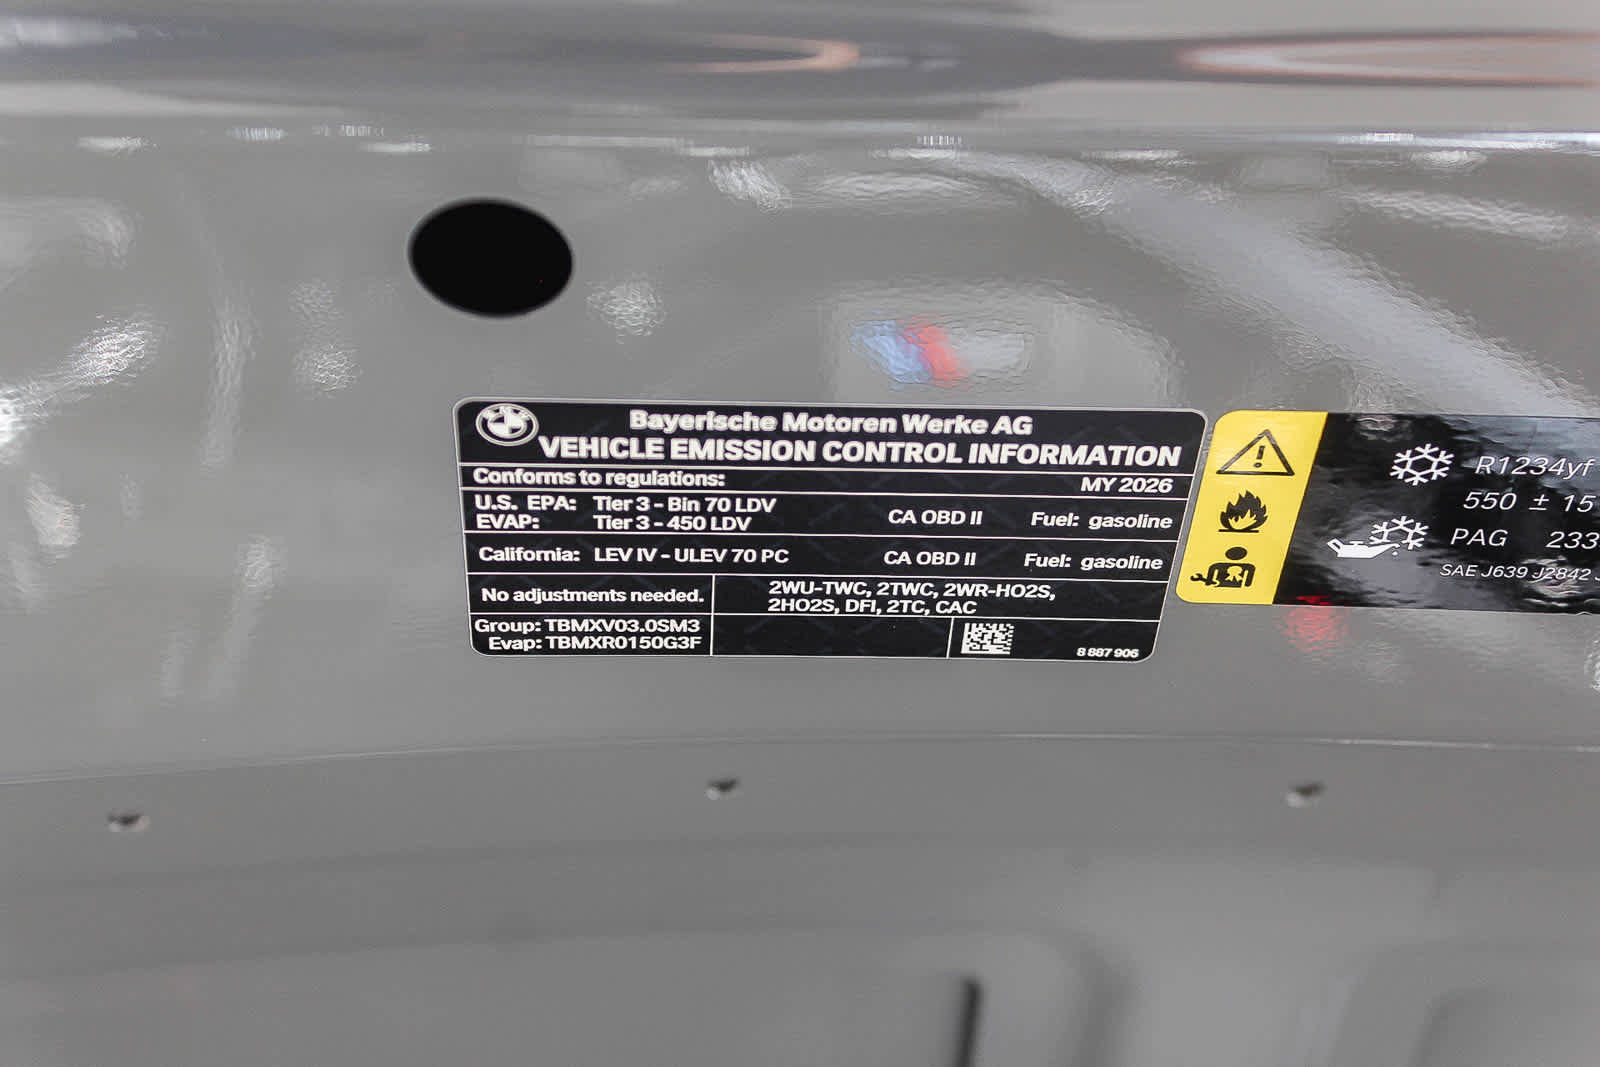 Bayerische Motoren Werke AG
VEHICLE EMISSION CONTROL INFORMATION
Conforms to regulations: MY 2026
U.S. EPA: Tier 3 - Bin 70 LDV
EVAP: Tier 3 - 450 LDV CA OBD II Fuel: gasoline
California: LEV IV - ULEV 70 PC CA OBD II Fuel: gasoline
No adjustments needed.
2WU-TWC, 2TWC, 2WR-HO2S,
2HO2S, DFI, 2TC, CAC
Group: TBMXV03.0SM3
Evap: TBMXR0150G3F
8 887 906
R1234yf
550 ± 15
PAG 233
SAE J639 J2842